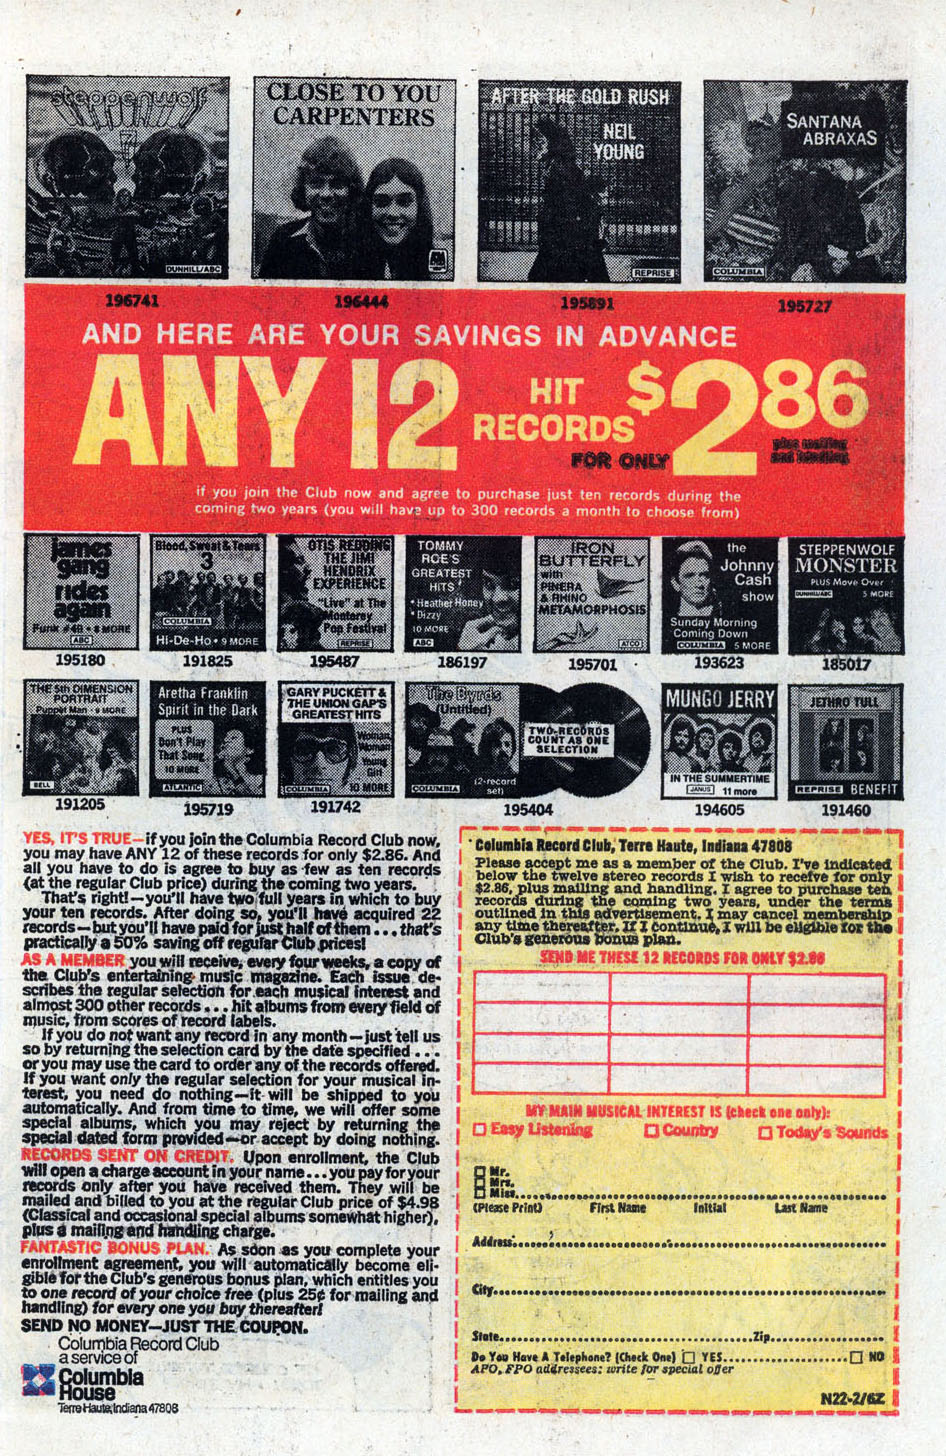 steppenwolf
7
DUNHILL/ABC
196741
CLOSE TO YOU
CARPENTERS
196444
AFTER THE GOLD RUSH
NEIL
YOUNG
REPRISE
195891
SANTANA
ABRAXAS
COLUMBIA
195727
AND HERE ARE YOUR SAVINGS IN ADVANCE
ANY 12
HIT
RECORDS
FOR ONLY
$2.86
plus mailing
and handling
if you join the Club now and agree to purchase just ten records during the
coming two years (you will have up to 300 records a month to choose from)
james
gang
rides
again
Funk #49 • 8 MORE
ABC
195180
Blood, Sweat & Tears
3
COLUMBIA
Hi-De-Ho • 9 MORE
191825
OTIS REDDING
THE JIMI
HENDRIX
EXPERIENCE
"Live" at The
Monterey
Pop Festival
REPRISE
195487
TOMMY
ROE'S
GREATEST
HITS
• Heather Honey
• Dizzy
10 MORE
ABC
186197
IRON
BUTTERFLY
with
PINERA
& RHINO
METAMORPHOSIS
ATCO
195701
the
Johnny
Cash
show
Sunday Morning
Coming Down
COLUMBIA 5 MORE
193623
STEPPENWOLF
MONSTER
PLUS Move Over
DUNHILL/ABC 5 MORE
185017
THE 5th DIMENSION
PORTRAIT
Puppet Man • 9 MORE
BELL
191205
Aretha Franklin
Spirit in the Dark
PLUS
Don't Play
That Song
10 MORE
ATLANTIC
195719
GARY PUCKETT &
THE UNION GAP'S
GREATEST HITS
Woman,
Woman
Young
Girl
COLUMBIA 10 MORE
191742
The Byrds
(Untitled)
TWO-RECORDS
COUNT AS ONE
SELECTION
COLUMBIA
(2-record
set)
195404
MUNGO JERRY
IN THE SUMMERTIME
JANUS 11 more
194605
JETHRO TULL
REPRISE BENEFIT
191460
YES, IT'S TRUE—if you join the Columbia Record Club now,
you may have ANY 12 of these records for only $2.86. And
all you have to do is agree to buy as few as ten records
(at the regular Club price) during the coming two years.
That's right!—you'll have two full years in which to buy
your ten records. After doing so, you'll have acquired 22
records—but you'll have paid for just half of them...that's
practically a 50% saving off regular Club prices!
AS A MEMBER you will receive, every four weeks, a copy of
the Club's entertaining music magazine. Each issue de-
scribes the regular selection for each musical interest and
almost 300 other records...hit albums from every field of
music, from scores of record labels.
If you do not want any record in any month—just tell us
so by returning the selection card by the date specified...
or you may use the card to order any of the records offered.
If you want only the regular selection for your musical in-
terest, you need do nothing—it will be shipped to you
automatically. And from time to time, we will offer some
special albums, which you may reject by returning the
special dated form provided—or accept by doing nothing.
RECORDS SENT ON CREDIT. Upon enrollment, the Club
will open a charge account in your name...you pay for your
records only after you have received them. They will be
mailed and billed to you at the regular Club price of $4.98
(Classical and occasional special albums somewhat higher),
plus a mailing and handling charge.
FANTASTIC BONUS PLAN. As soon as you complete your
enrollment agreement, you will automatically become eli-
gible for the Club's generous bonus plan, which entitles you
to one record of your choice free (plus 25¢ for mailing and
handling) for every one you buy thereafter!
SEND NO MONEY—JUST THE COUPON.
Columbia Record Club
a service of
Columbia
House
Terre Haute, Indiana 47808
Columbia Record Club, Terre Haute, Indiana 47808
Please accept me as a member of the Club. I've indicated
below the twelve stereo records I wish to receive for only
$2.86, plus mailing and handling. I agree to purchase ten
records during the coming two years, under the terms
outlined in this advertisement. I may cancel membership
any time thereafter. If I continue, I will be eligible for the
Club's generous bonus plan.
SEND ME THESE 12 RECORDS FOR ONLY $2.86
MY MAIN MUSICAL INTEREST IS (check one only):
Easy Listening Country Today's Sounds
Mr.
Mrs.
Miss
(Please Print) First Name Initial Last Name
Address
City
State Zip
Do You Have A Telephone? (Check One) YES NO
APO, FPO addressees: write for special offer
N22-2/6Z